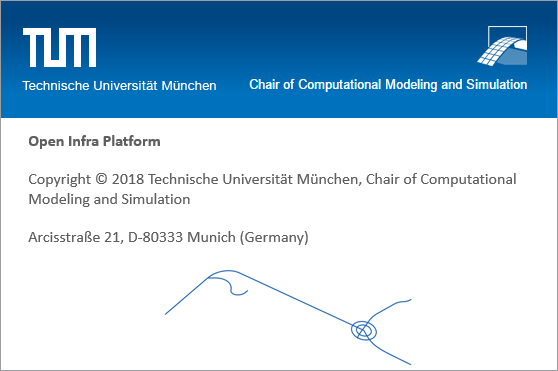 TUM
Technische Universität München
Chair of Computational Modeling and Simulation
Open Infra Platform
Copyright © 2018 Technische Universität München, Chair of Computational
Modeling and Simulation
Arcisstraße 21, D-80333 Munich (Germany)